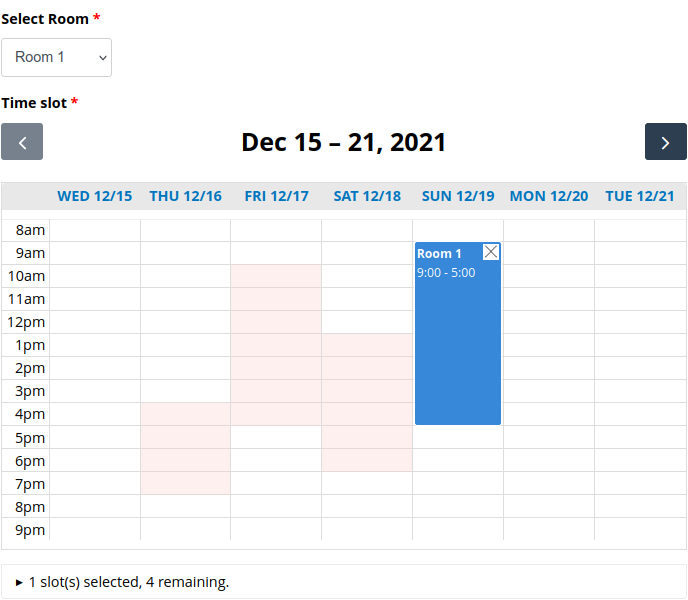 Select Room *
Room 1
Time slot *
Dec 15 – 21, 2021
WED 12/15 THU 12/16 FRI 12/17 SAT 12/18 SUN 12/19 MON 12/20 TUE 12/21
8am
9am Room 1
10am 9:00 - 5:00
11am
12pm
1pm
2pm
3pm
4pm
5pm
6pm
7pm
8pm
9pm
▸ 1 slot(s) selected, 4 remaining.